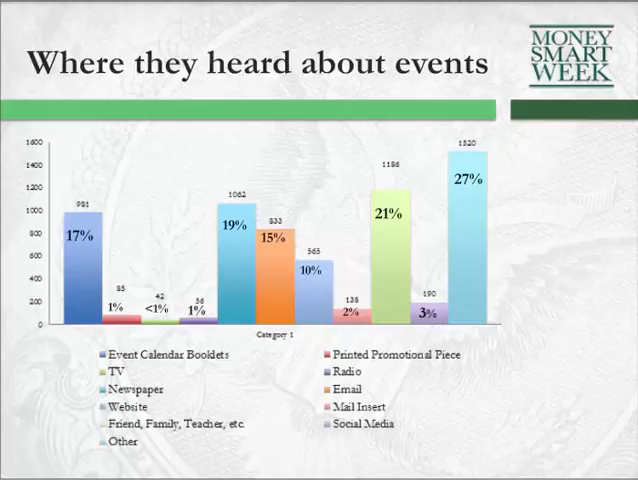 Where they heard about events
MONEY
SMART
WEEK
1600
1400
1200
1000
800
600
400
200
0
981
17%
85
1%
42
<1%
56
1%
1062
19%
833
15%
565
10%
138
2%
1186
21%
190
3%
1520
27%
Category 1
Event Calendar Booklets
Printed Promotional Piece
TV
Radio
Newspaper
Email
Website
Mail Insert
Friend, Family, Teacher, etc.
Social Media
Other